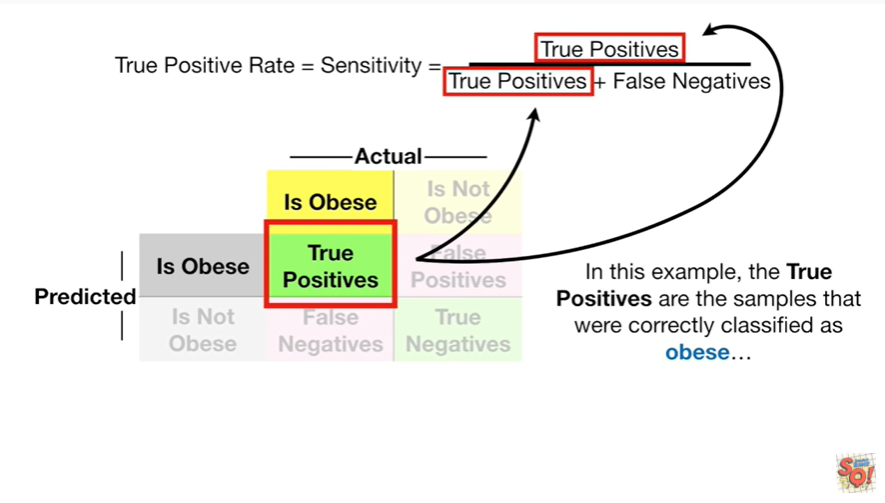 True Positive Rate = Sensitivity =
True Positives
True Positives + False Negatives
Actual
Is Obese
Is Not
Obese
Predicted
Is Obese
True
Positives
False
Positives
Is Not
Obese
False
Negatives
True
Negatives
In this example, the True
Positives are the samples that
were correctly classified as
obese…
SQ!